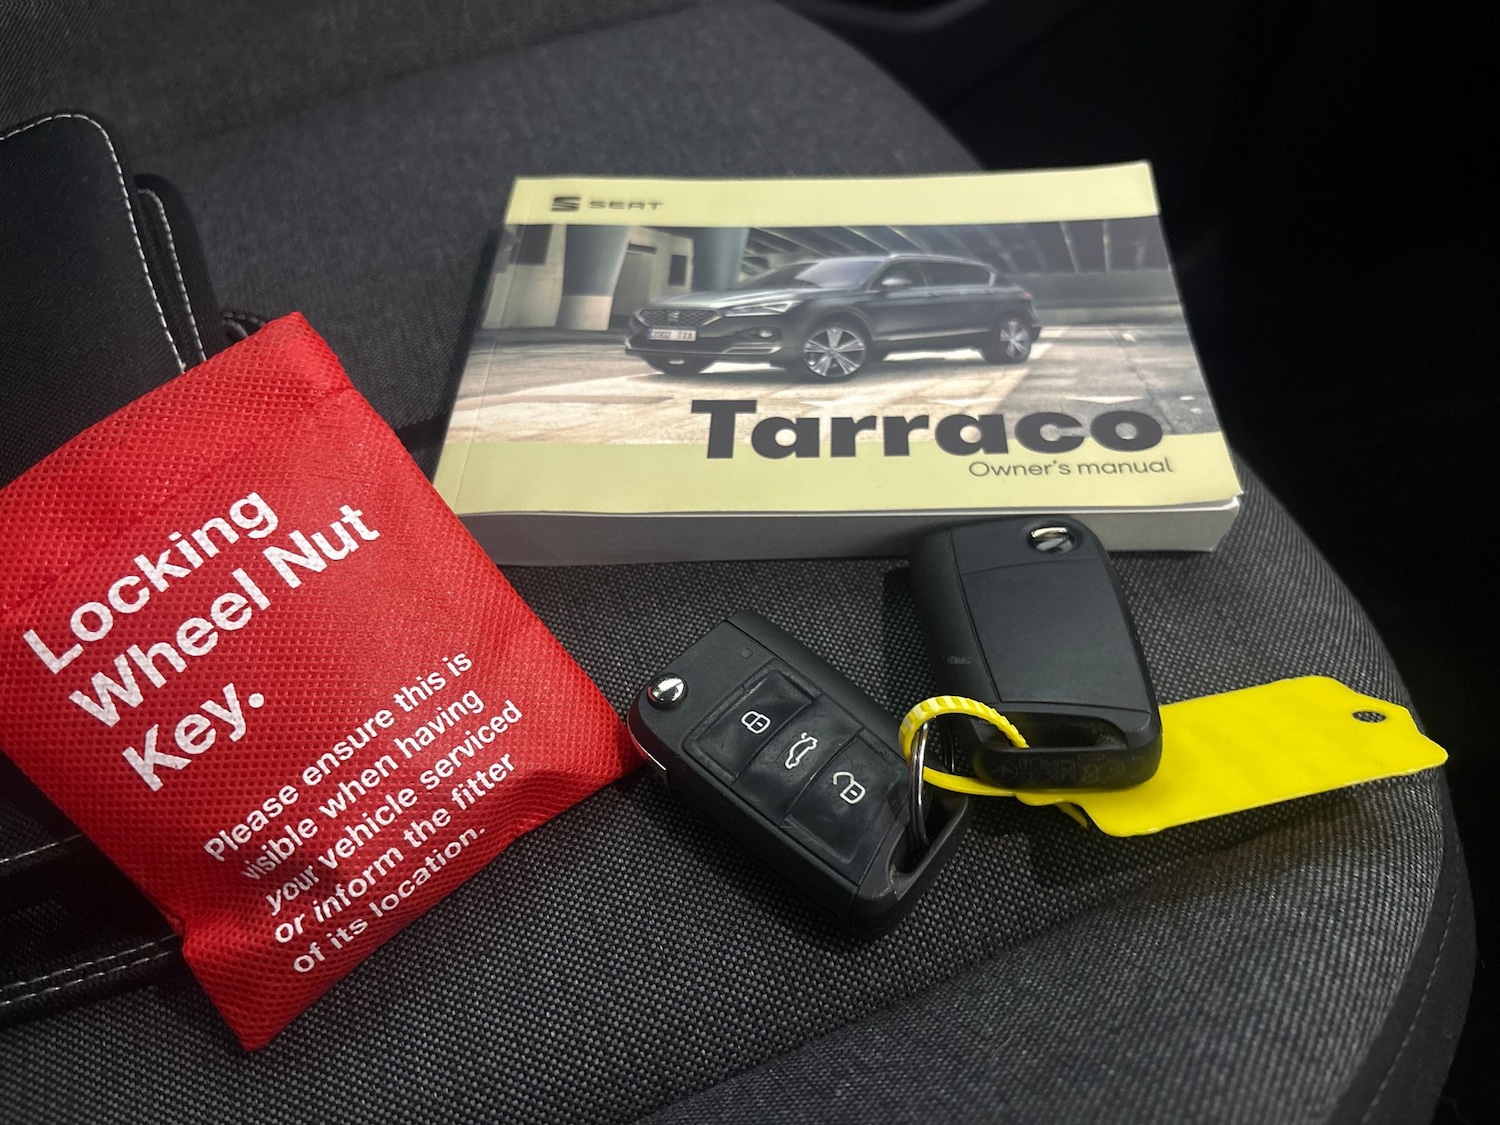 SEAT
Tarraco
Owner's manual
Locking
Wheel Nut
Key.
Please ensure this is
visible when having
your vehicle serviced
or inform the fitter
of its location.